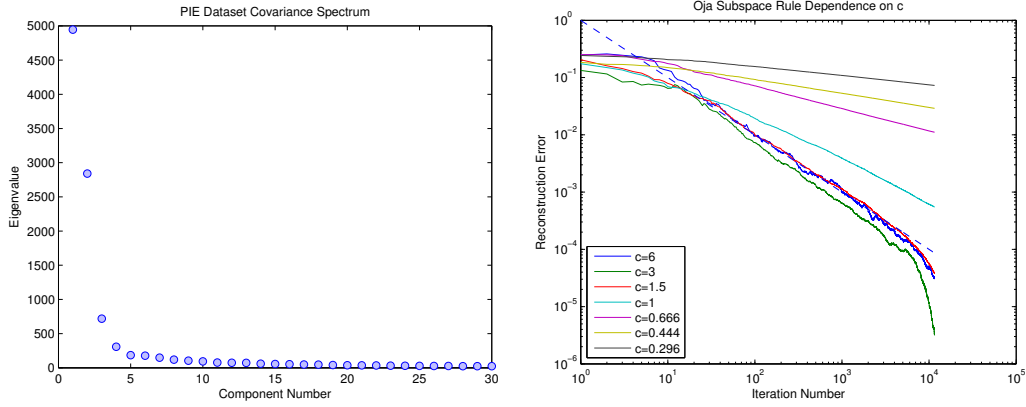 PIE Dataset Covariance Spectrum
5000
4500
4000
3500
3000
2500
2000
1500
1000
500
0
Eigenvalue
0 5 10 15 20 25 30
Component Number
Oja Subspace Rule Dependence on c
10^0
10^-1
10^-2
10^-3
10^-4
10^-5
10^-6
Reconstruction Error
c=6
c=3
c=1.5
c=1
c=0.666
c=0.444
c=0.296
10^0 10^1 10^2 10^3 10^4 10^5
Iteration Number